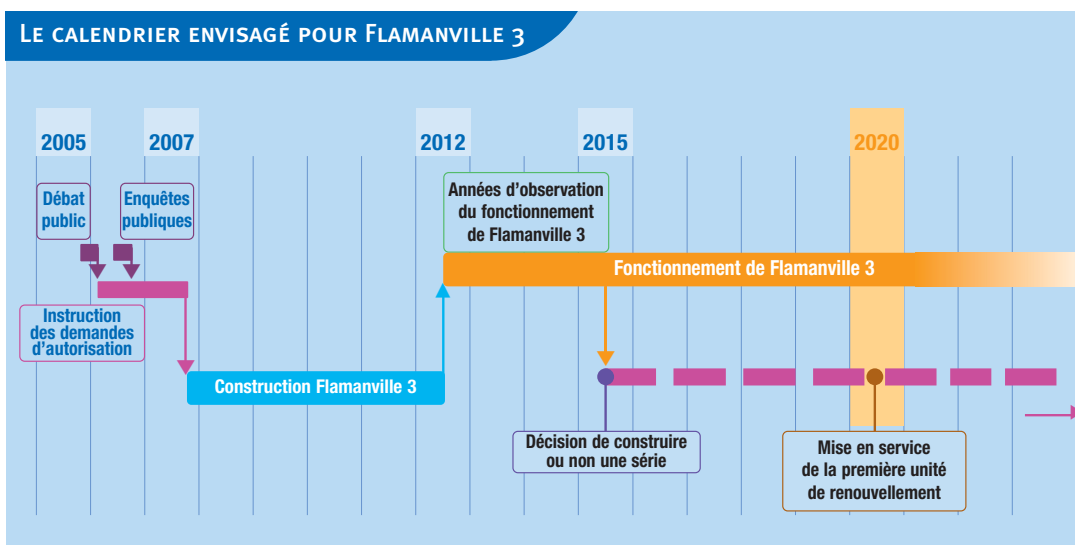 Le calendrier envisagé pour Flamanville 3
2005
2007
2012
2015
2020
Débat
public
Enquêtes
publiques
Années d'observation
du fonctionnement
de Flamanville 3
Fonctionnement de Flamanville 3
Instruction
des demandes
d'autorisation
Construction Flamanville 3
Décision de construire
ou non une série
Mise en service
de la première unité
de renouvellement